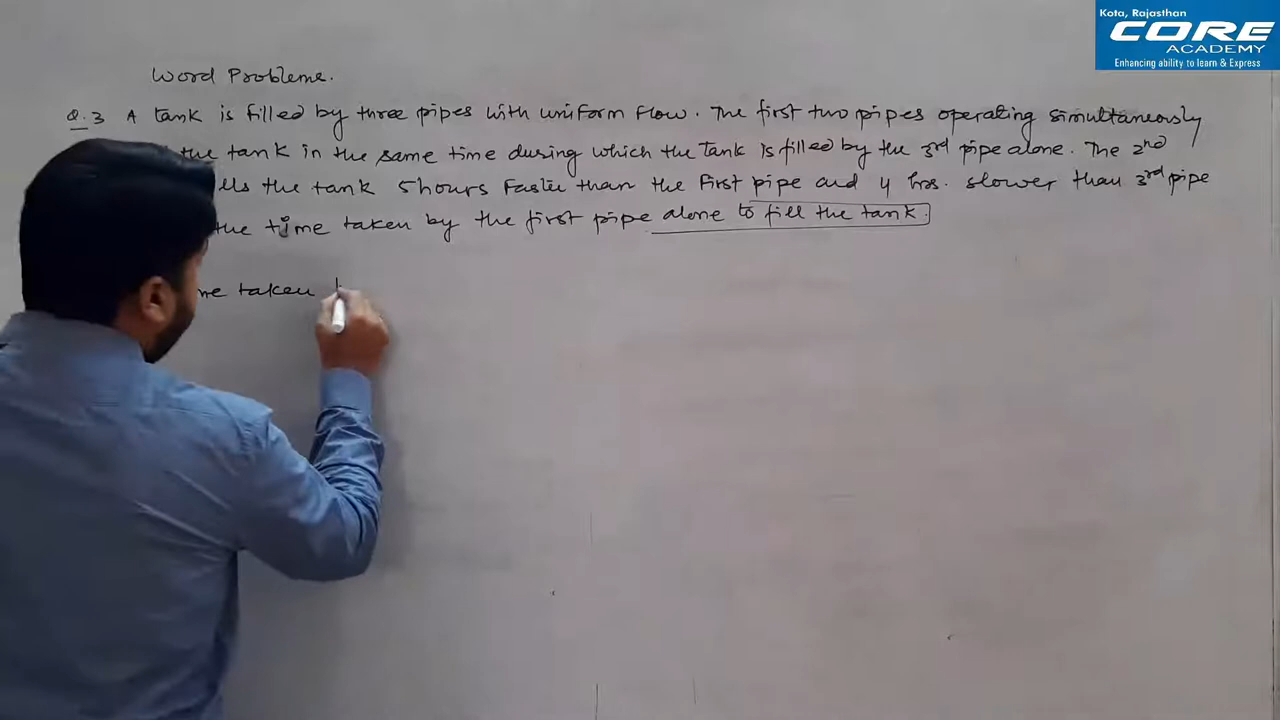 Kota, Rajasthan
CORE
ACADEMY
Enhancing ability to learn & Express
Word Problems.
Q.3 A tank is filled by three pipes with uniform flow. The first two pipes operating simultaneously
the tank in the same time during which the tank is filled by the 3rd pipe alone. The 2nd
the tank 5 hours faster than the first pipe and 4 hrs. slower than 3rd pipe
the time taken by the first pipe alone to fill the tank.
taken